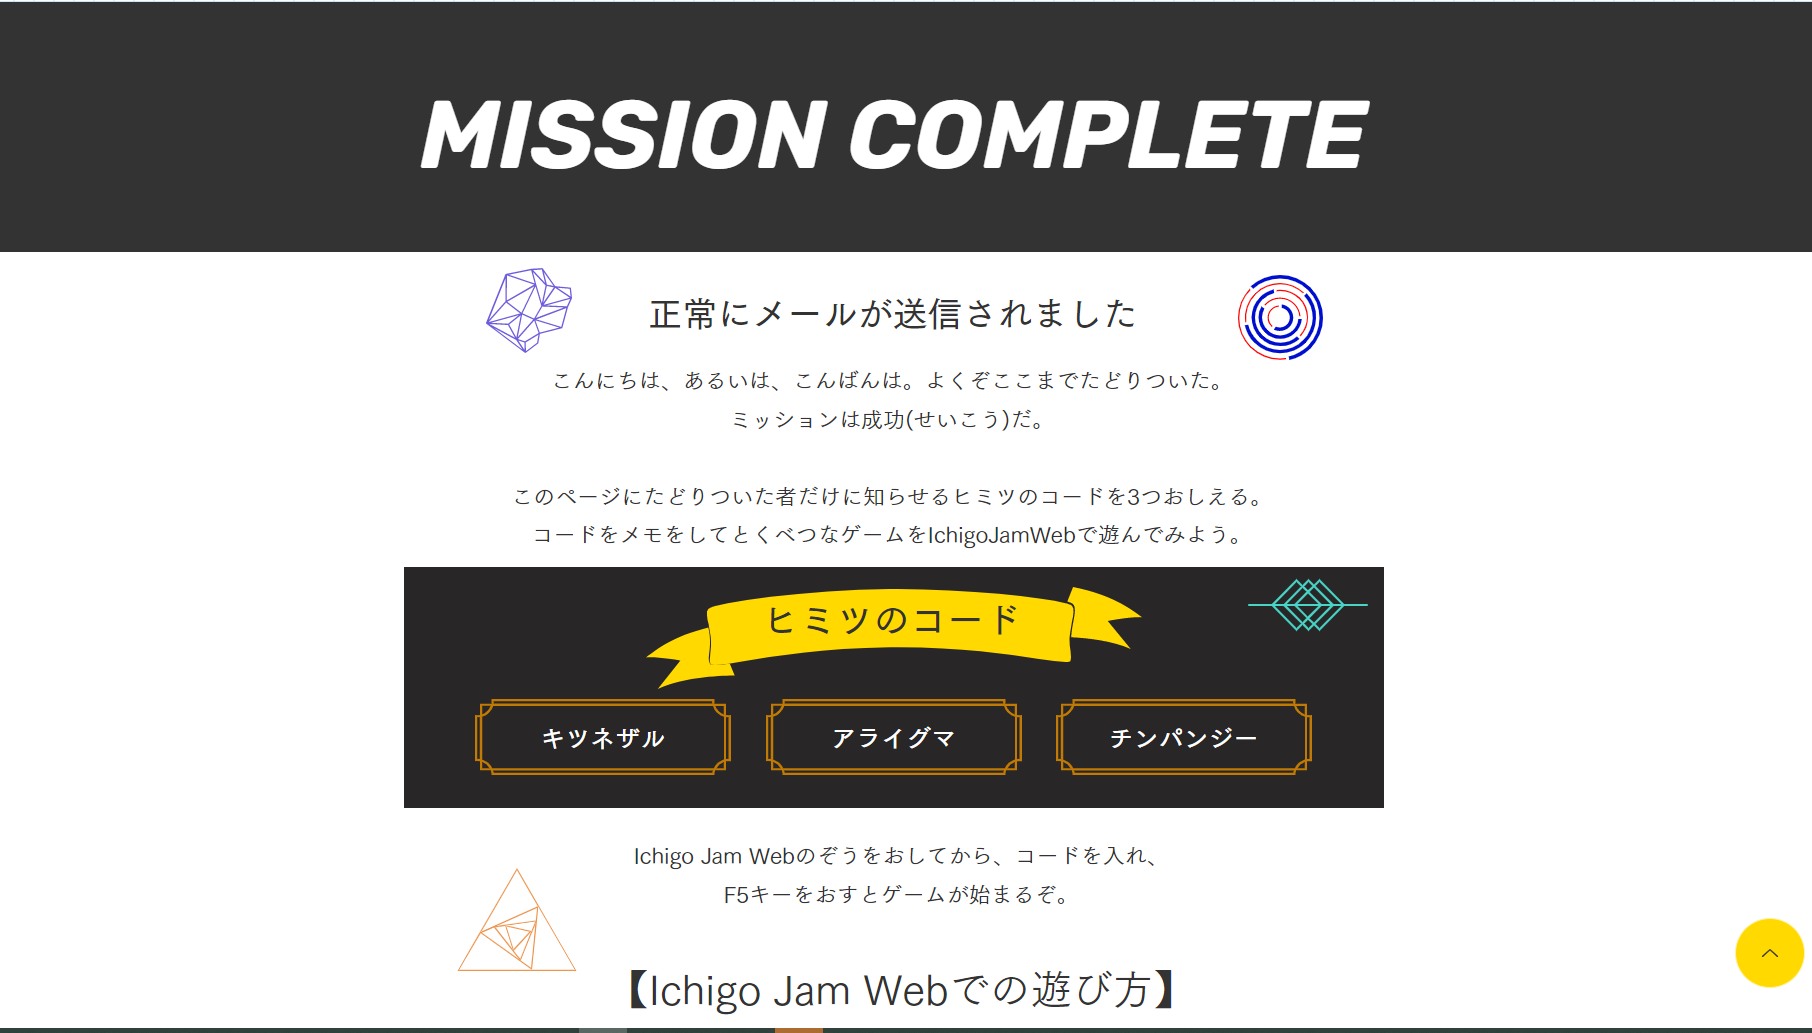 MISSION COMPLETE
正常にメールが送信されました
こんにちは、あるいは、こんばんは。よくぞここまでたどりついた。
ミッションは成功(せいこう)だ。
このページにたどりついた者だけに知らせるヒミツのコードを3つおしえる。
コードをメモをしてとくべつなゲームをIchigoJamWebで遊んでみよう。
ヒミツのコード
キツネザル
アライグマ
チンパンジー
Ichigo Jam Webのぞうをおしてから、コードを入れ、
F5キーをおすとゲームが始まるぞ。
【Ichigo Jam Webでの遊び方】